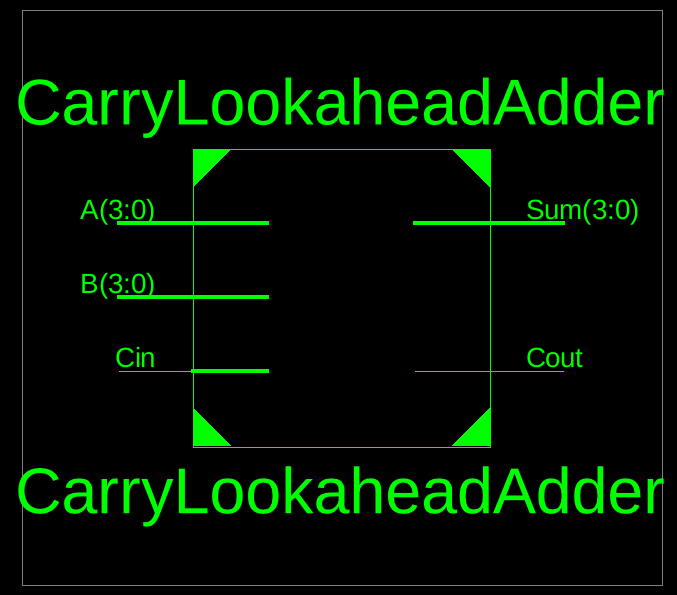 CarryLookaheadAdder
A(3:0)
Sum(3:0)
B(3:0)
Cin
Cout
CarryLookaheadAdder